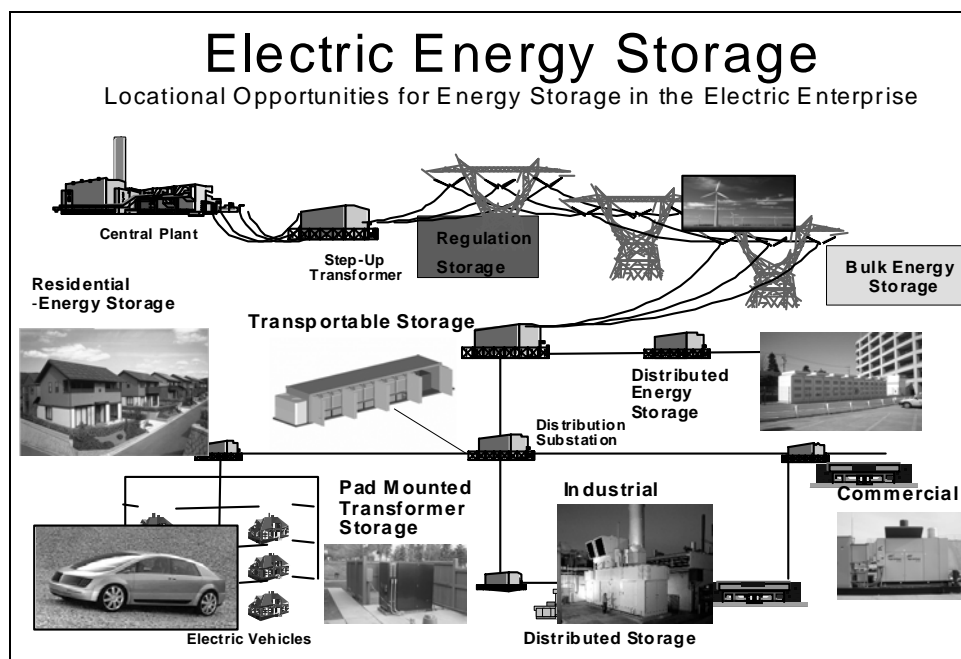 Electric Energy Storage
Locational Opportunities for Energy Storage in the Electric Enterprise
Central Plant
Step-Up
Transformer
Regulation
Storage
Bulk Energy
Storage
Residential
-Energy Storage
Transportable Storage
Distributed
Energy
Storage
Distribution
Substation
Pad Mounted
Transformer
Storage
Industrial
Commercial
Electric Vehicles
Distributed Storage